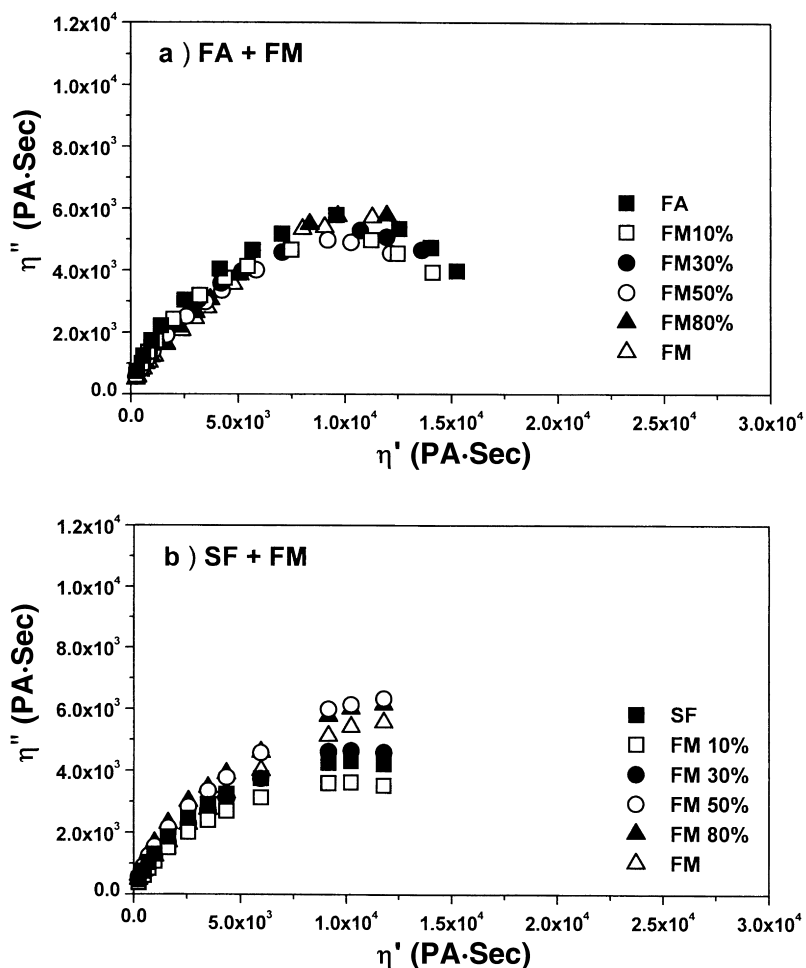 1.2x10⁴
a ) FA + FM
1.0x10⁴
8.0x10³
6.0x10³
4.0x10³
2.0x10³
0.0
η'' (PA·Sec)
FA
FM10%
FM30%
FM50%
FM80%
FM
0.0 5.0x10³ 1.0x10⁴ 1.5x10⁴ 2.0x10⁴ 2.5x10⁴ 3.0x10⁴
η' (PA·Sec)
1.2x10⁴
b ) SF + FM
1.0x10⁴
8.0x10³
6.0x10³
4.0x10³
2.0x10³
0.0
η'' (PA·Sec)
SF
FM 10%
FM 30%
FM 50%
FM 80%
FM
0.0 5.0x10³ 1.0x10⁴ 1.5x10⁴ 2.0x10⁴ 2.5x10⁴ 3.0x10⁴
η' (PA·Sec)